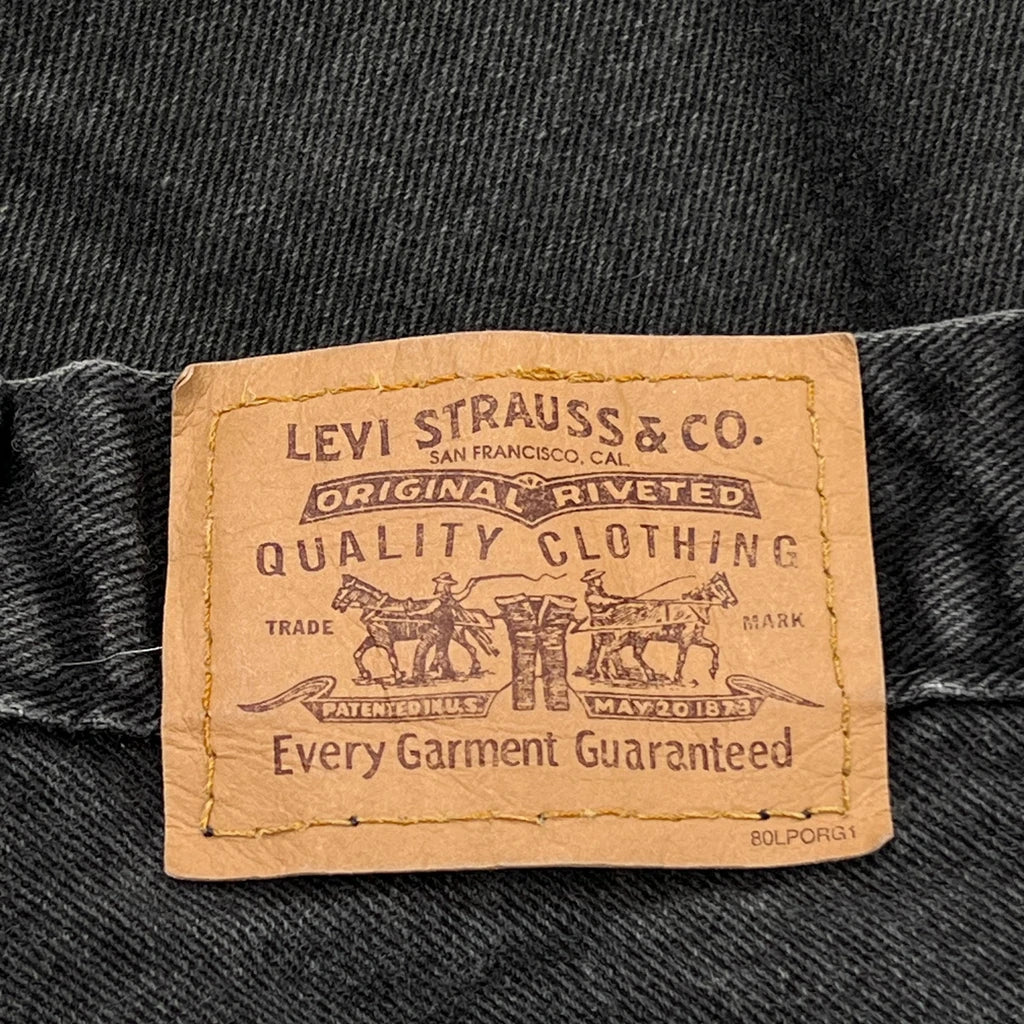 LEVI STRAUSS & CO.
SAN FRANCISCO, CAL.
ORIGINAL RIVETED
QUALITY CLOTHING
TRADE MARK
PATENTED IN U.S. MAY 20 1873
Every Garment Guaranteed
80LPORG1